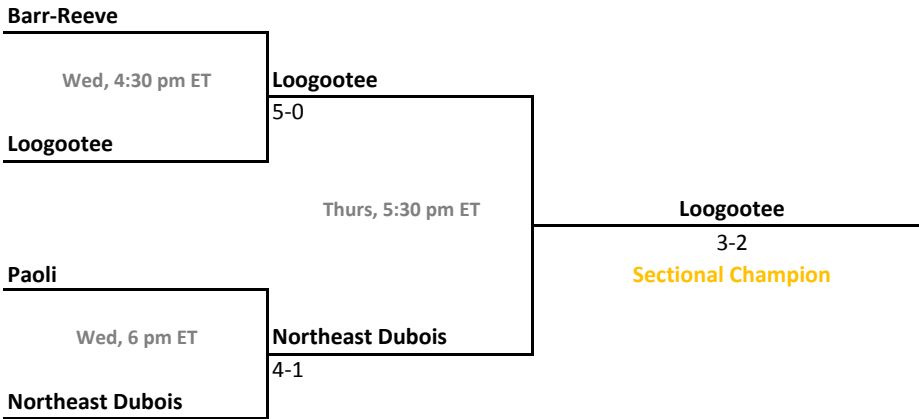 Barr-Reeve
Wed, 4:30 pm ET
Loogootee
5-0
Loogootee
Thurs, 5:30 pm ET
Loogootee
3-2
Sectional Champion
Paoli
Wed, 6 pm ET
Northeast Dubois
4-1
Northeast Dubois